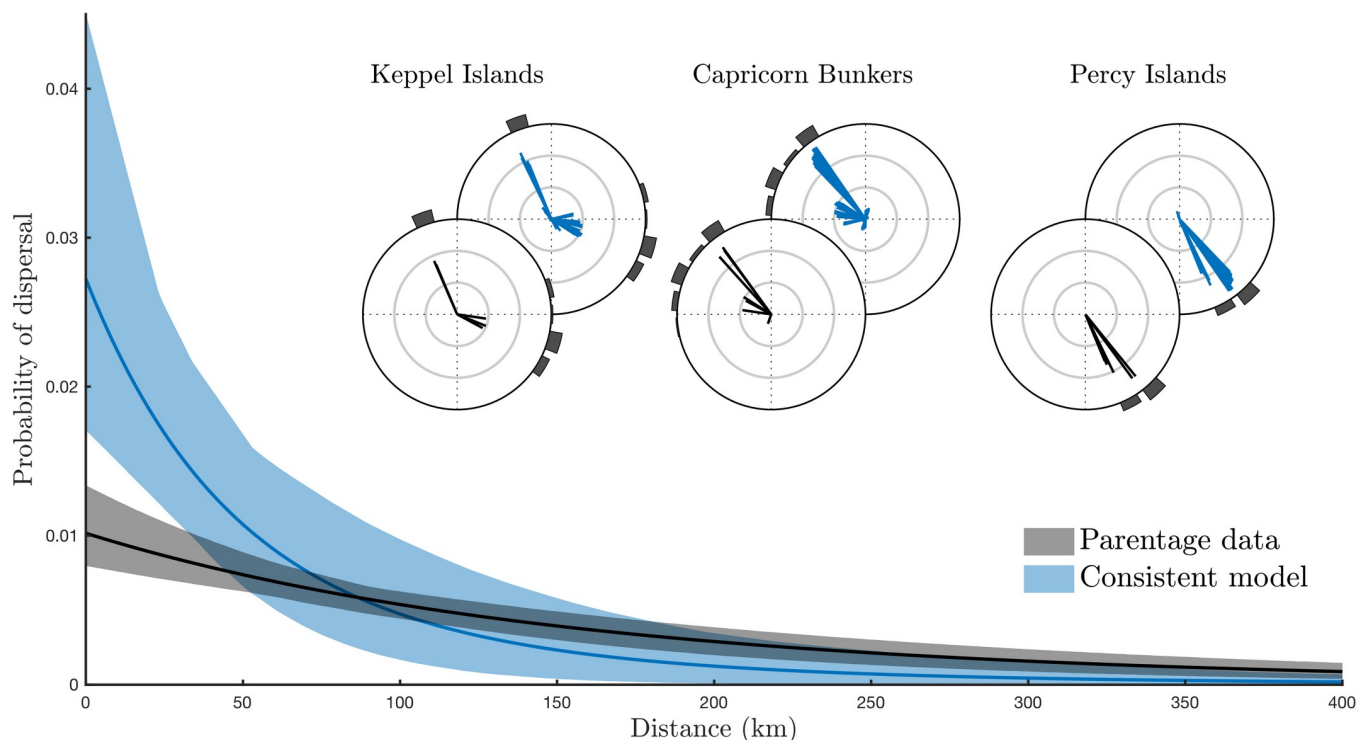 Keppel Islands
Capricorn Bunkers
Percy Islands
0.04
0.03
0.02
0.01
0
Probability of dispersal
Parentage data
Consistent model
0
50
100
150
200
250
300
350
400
Distance (km)